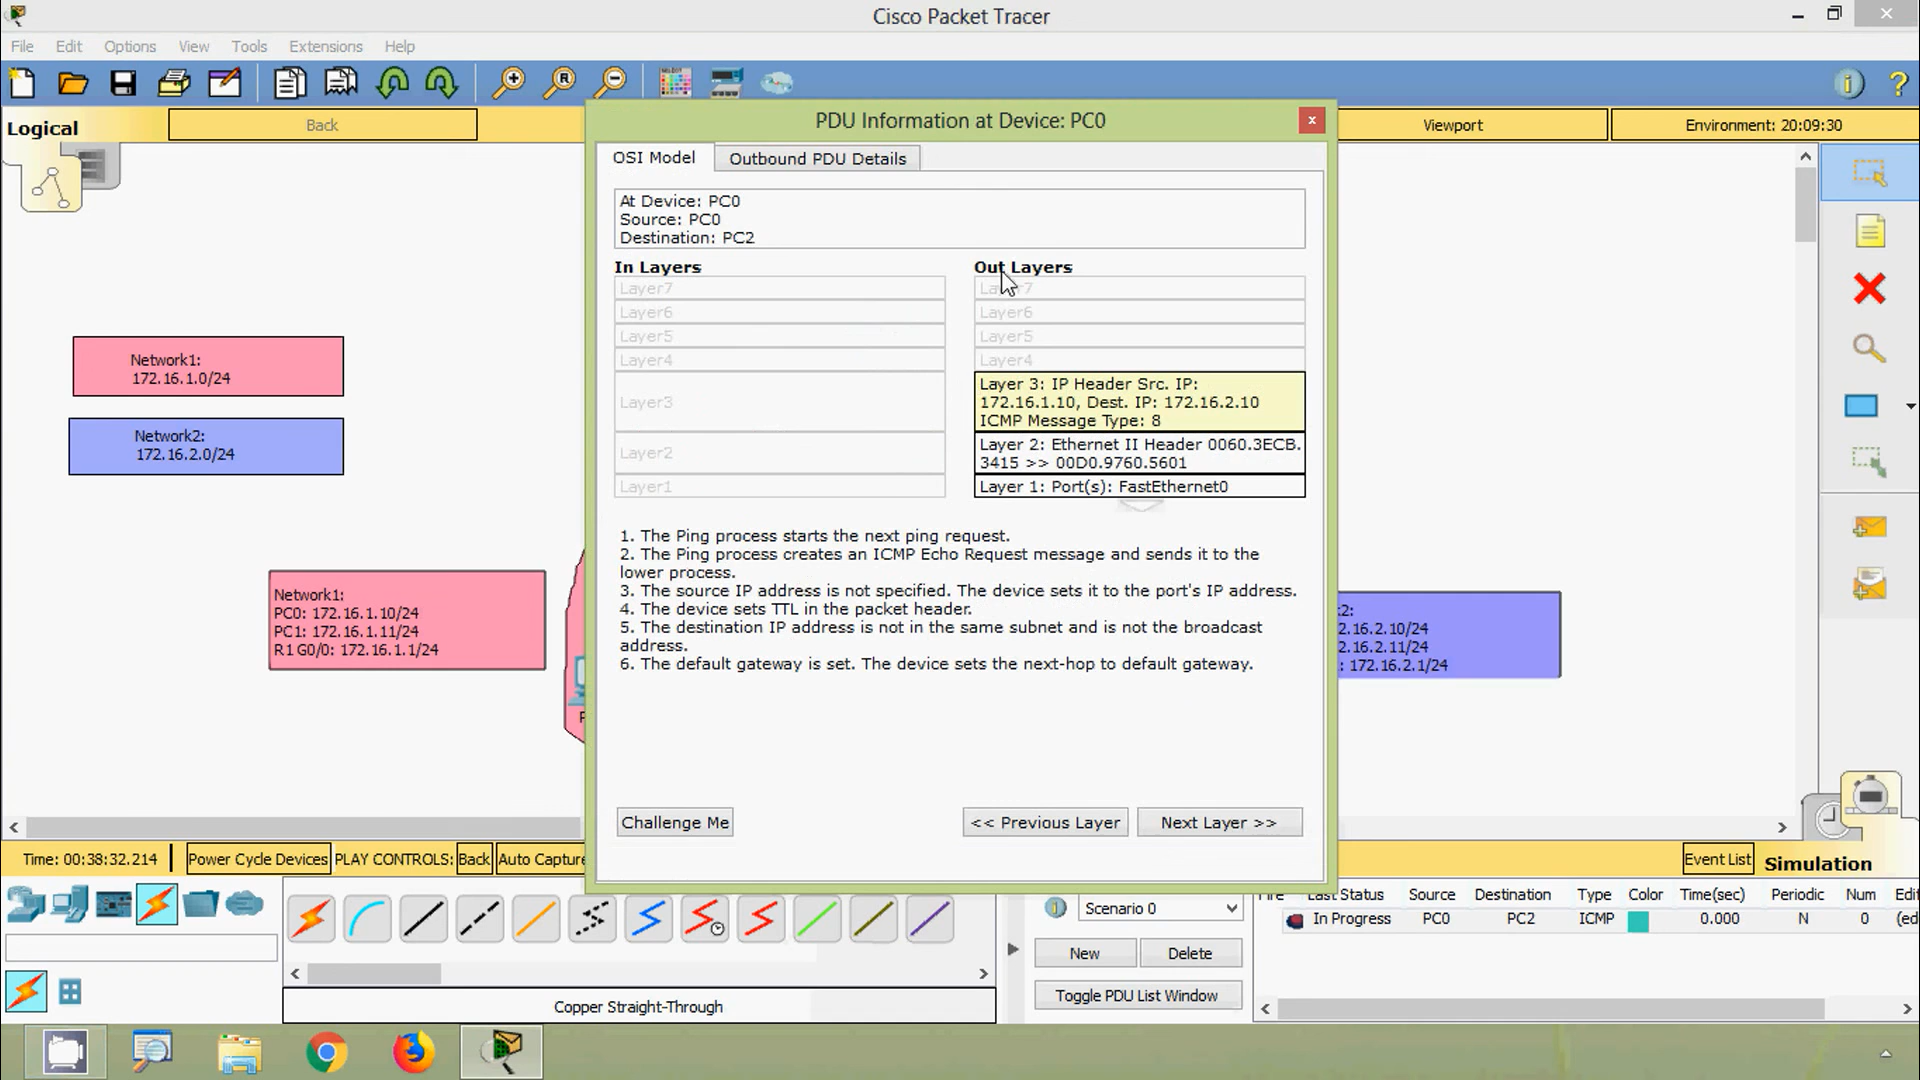 Cisco Packet Tracer
File Edit Options View Tools Extensions Help
Logical
Back
Viewport
Environment: 20:09:30
PDU Information at Device: PC0
OSI Model
Outbound PDU Details
At Device: PC0
Source: PC0
Destination: PC2
In Layers
Layer7
Layer6
Layer5
Layer4
Layer3
Layer2
Layer1
Out Layers
Layer7
Layer6
Layer5
Layer4
Layer 3: IP Header Src. IP:
172.16.1.10, Dest. IP: 172.16.2.10
ICMP Message Type: 8
Layer 2: Ethernet II Header 0060.3ECB.
3415 >> 00D0.9760.5601
Layer 1: Port(s): FastEthernet0
1. The Ping process starts the next ping request.
2. The Ping process creates an ICMP Echo Request message and sends it to the
lower process.
3. The source IP address is not specified. The device sets it to the port's IP address.
4. The device sets TTL in the packet header.
5. The destination IP address is not in the same subnet and is not the broadcast
address.
6. The default gateway is set. The device sets the next-hop to default gateway.
Challenge Me
<< Previous Layer
Next Layer >>
Network1:
172.16.1.0/24
Network2:
172.16.2.0/24
Network1:
PC0: 172.16.1.10/24
PC1: 172.16.1.11/24
R1 G0/0: 172.16.1.1/24
P
2:
2.16.2.10/24
2.16.2.11/24
: 172.16.2.1/24
Time: 00:38:32.214
Power Cycle Devices
PLAY CONTROLS:
Back
Auto Capture
Event List
Simulation
Scenario 0
New
Delete
Toggle PDU List Window
Last Status Source Destination Type Color Time(sec) Periodic Num Edit
In Progress PC0 PC2 ICMP 0.000 N 0 (ed
Copper Straight-Through